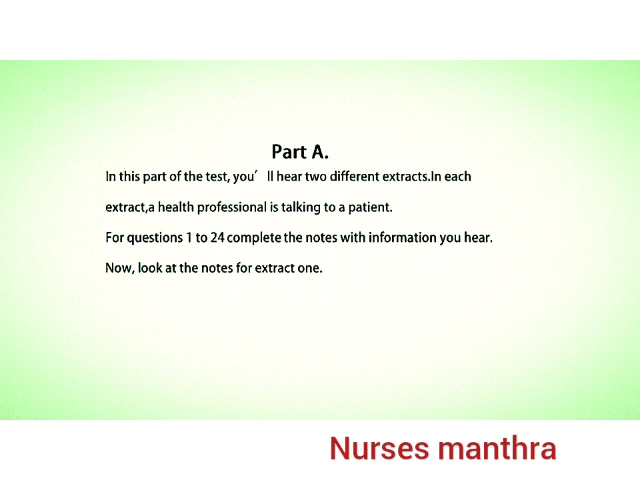 Part A.
In this part of the test, you’ ll hear two different extracts.In each
extract,a health professional is talking to a patient.
For questions 1 to 24 complete the notes with information you hear.
Now, look at the notes for extract one.
Nurses manthra